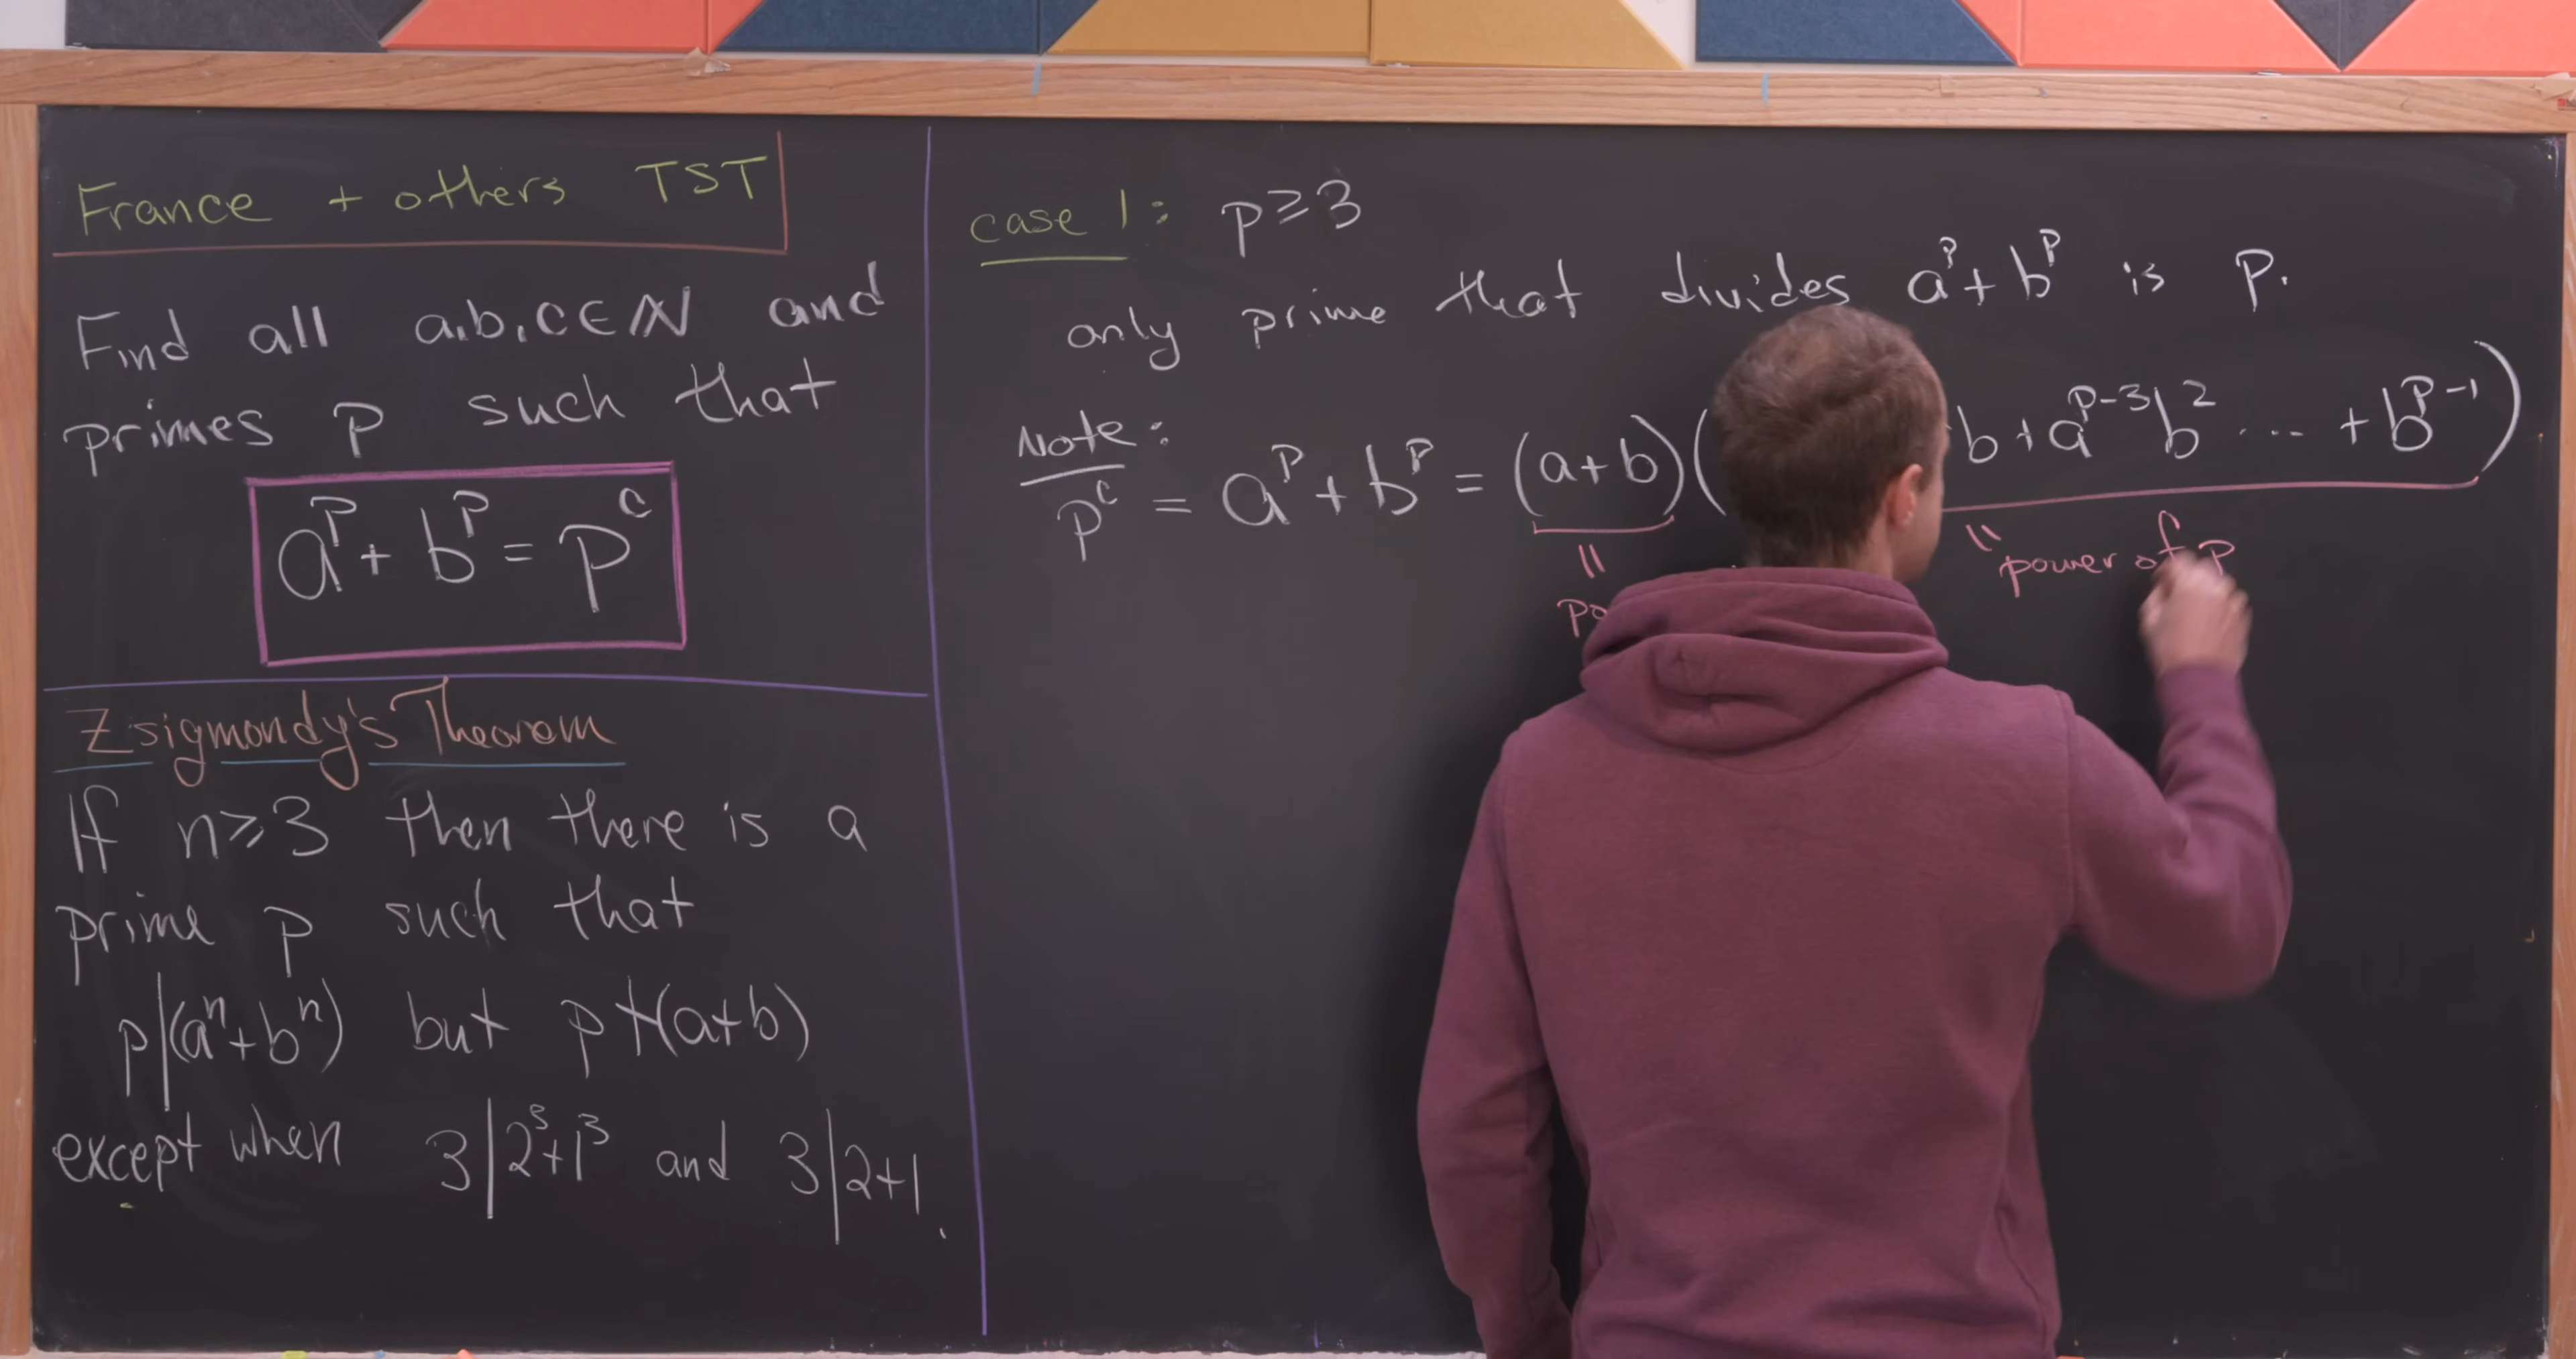 France + others TST
Find all a,b,c∈ℕ and
primes p such that
a^p + b^p = p^c
Zsigmondy's Theorem
If n≥3 then there is a
prime p such that
p|(a^n+b^n) but p∤(a+b)
except when 3|2^3+1^3 and 3|2+1.
case 1: p≥3
only prime that divides a^p+b^p is p.
Note:
p^c = a^p + b^p = (a+b)( b+a^{p-3}b^2 ... +b^{p-1})
= = power of p